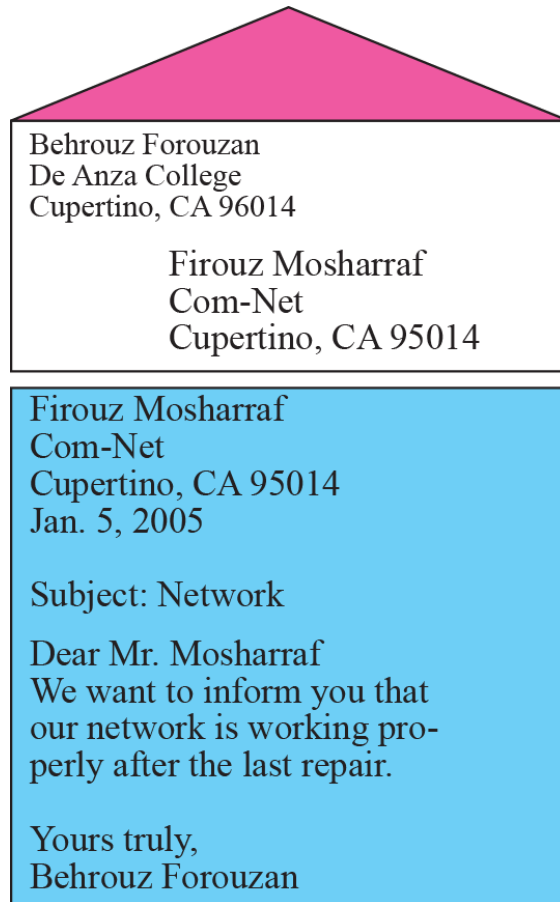 Behrouz Forouzan
De Anza College
Cupertino, CA 96014
Firouz Mosharraf
Com-Net
Cupertino, CA 95014
Firouz Mosharraf
Com-Net
Cupertino, CA 95014
Jan. 5, 2005
Subject: Network
Dear Mr. Mosharraf
We want to inform you that
our network is working pro-
perly after the last repair.
Yours truly,
Behrouz Forouzan